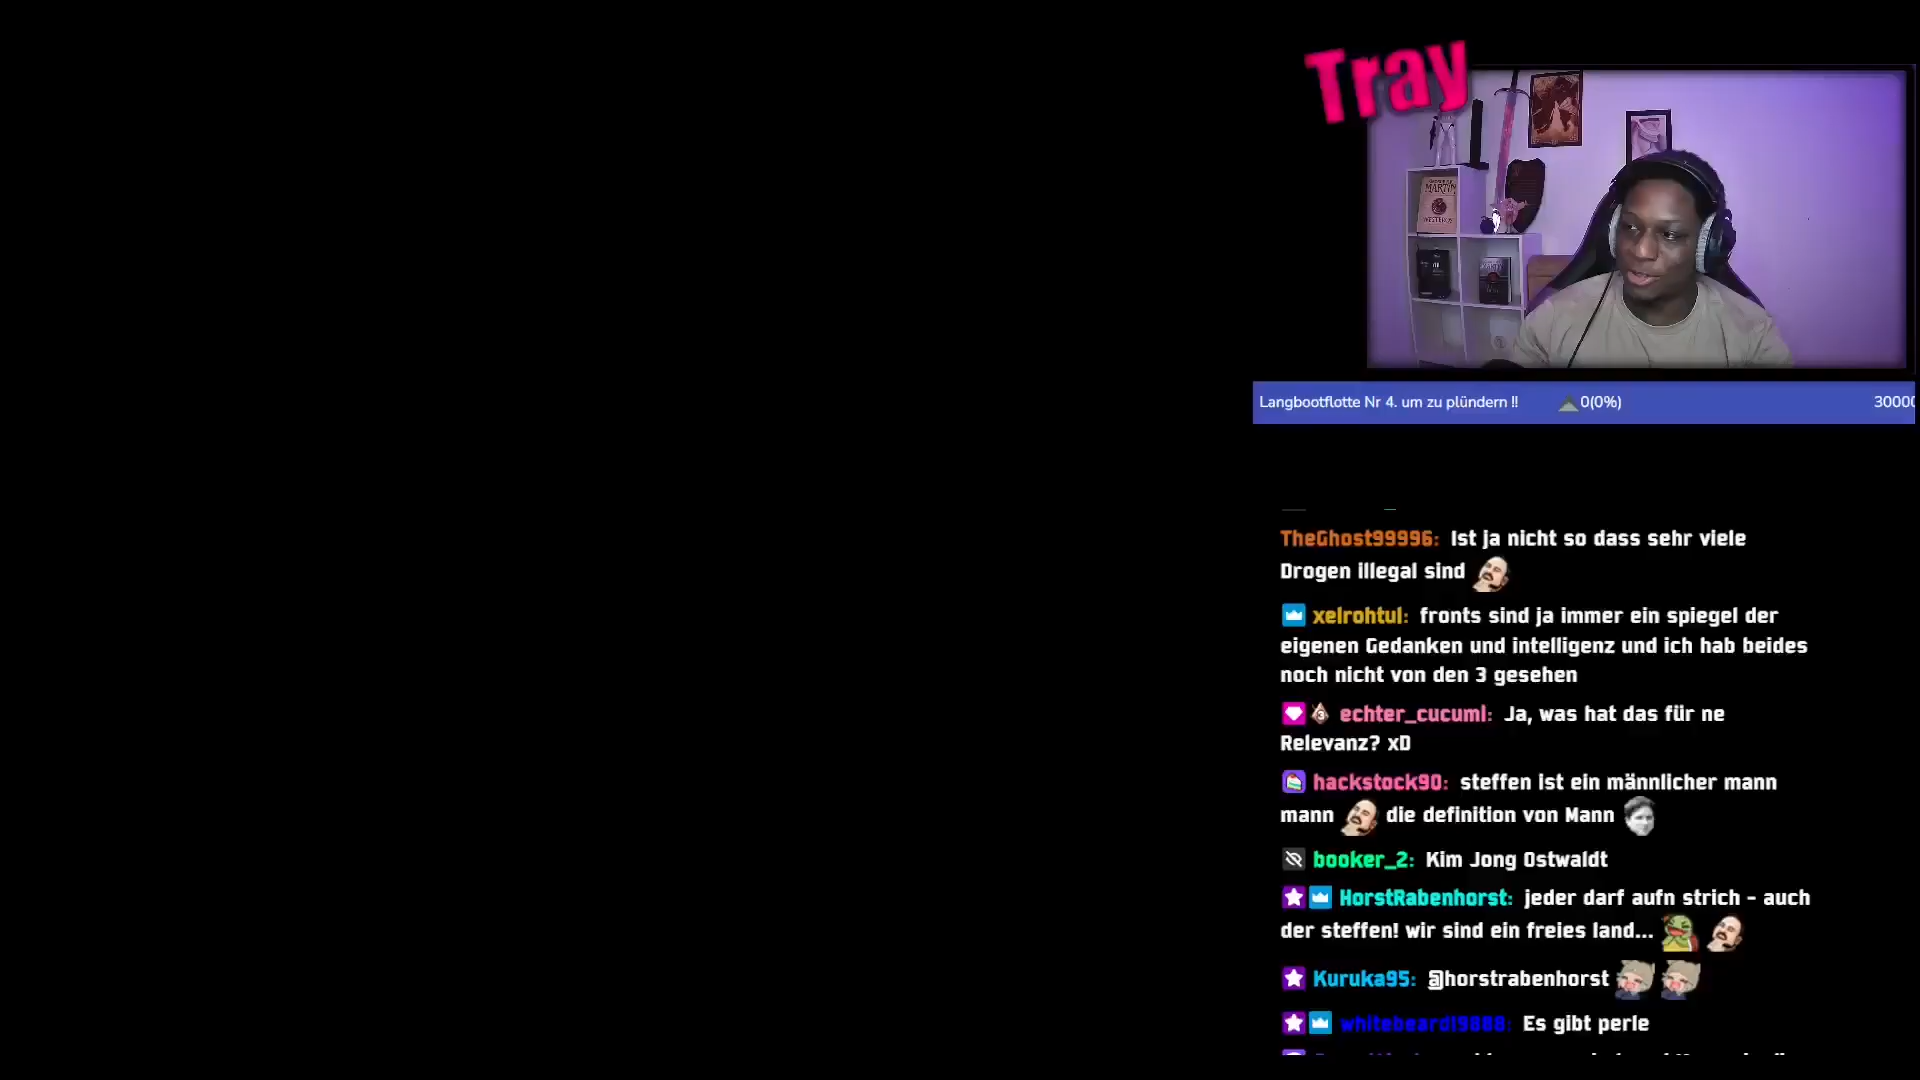 Tray
MARTIN
WESTEROS
Langbootflotte Nr 4. um zu plündern !! 0(0%) 30000
TheGhost99996: Ist ja nicht so dass sehr viele
Drogen illegal sind
xelrohtul: fronts sind ja immer ein spiegel der
eigenen Gedanken und intelligenz und ich hab beides
noch nicht von den 3 gesehen
echter_cucuml: Ja, was hat das für ne
Relevanz? xD
hackstock90: steffen ist ein männlicher mann
mann die definition von Mann
booker_2: Kim Jong Ostwaldt
HorstRabenhorst: jeder darf aufn strich - auch
der steffen! wir sind ein freies land...
Kuruka95: @horstrabenhorst
whitebeard19888: Es gibt perle